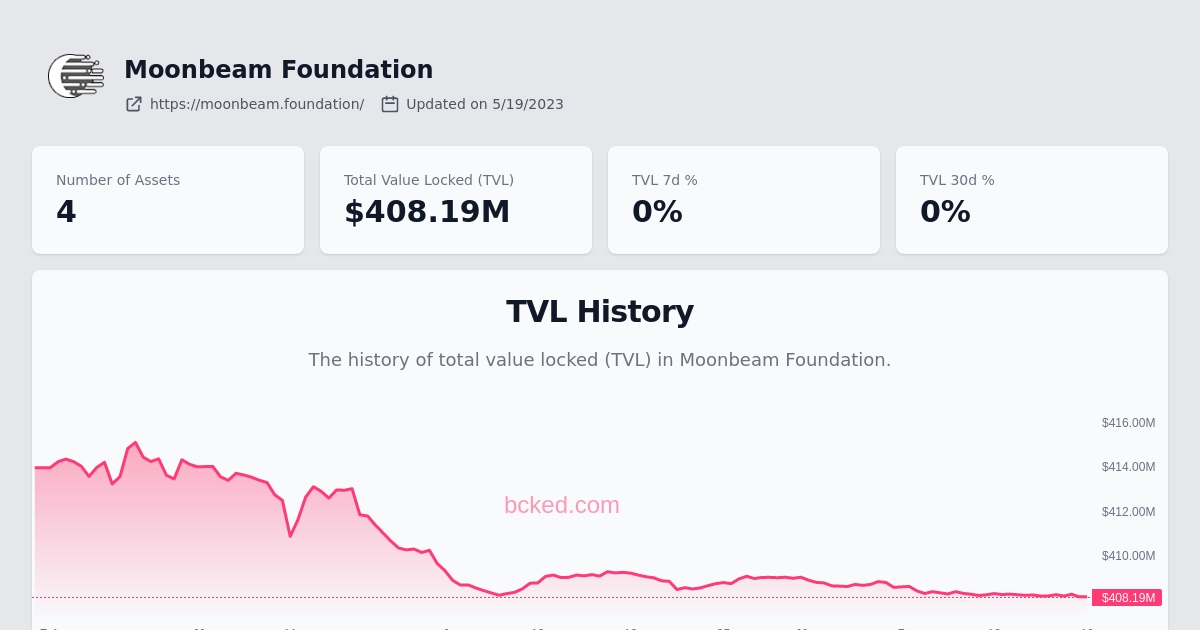 Moonbeam Foundation
https://moonbeam.foundation/ Updated on 5/19/2023
Number of Assets
4
Total Value Locked (TVL)
$408.19M
TVL 7d %
0%
TVL 30d %
0%
TVL History
The history of total value locked (TVL) in Moonbeam Foundation.
$416.00M
$414.00M
bcked.com
$412.00M
$410.00M
$408.19M